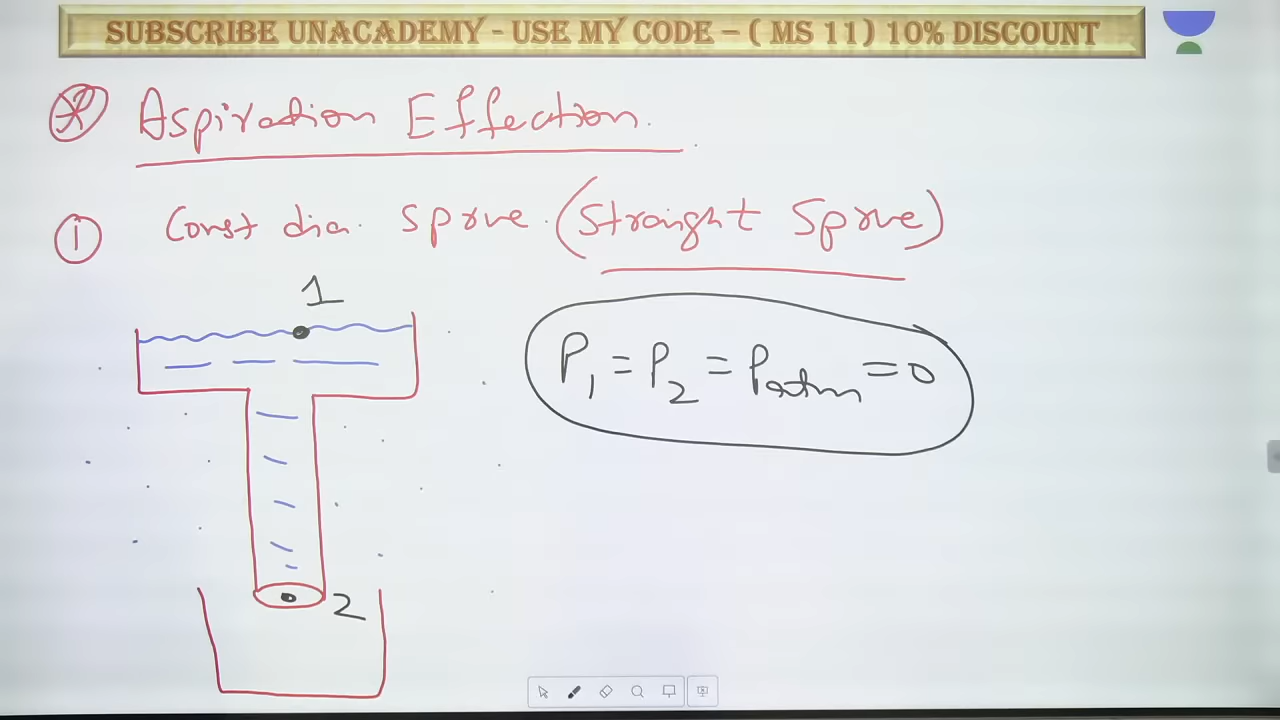 SUBSCRIBE UNACADEMY - USE MY CODE – ( MS 11) 10% DISCOUNT
Aspiration Effection.
1 Const dia. sprue. (Straight Sprue)
1
P1 = P2 = Patm = 0
2